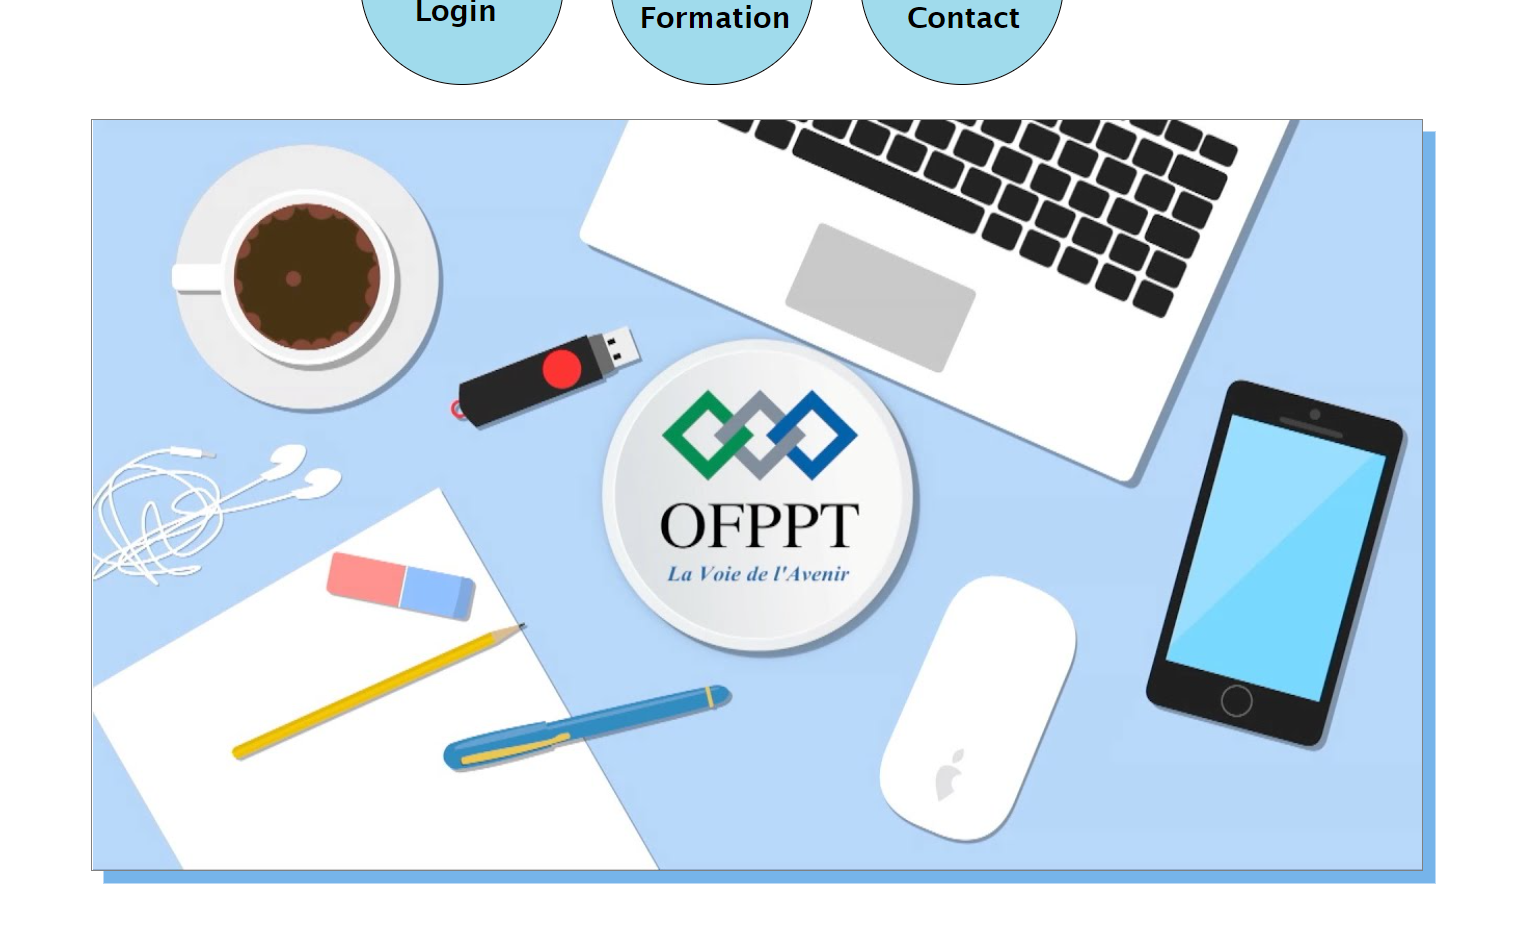 Login
Formation
Contact
OFPPT
La Voie de l'Avenir